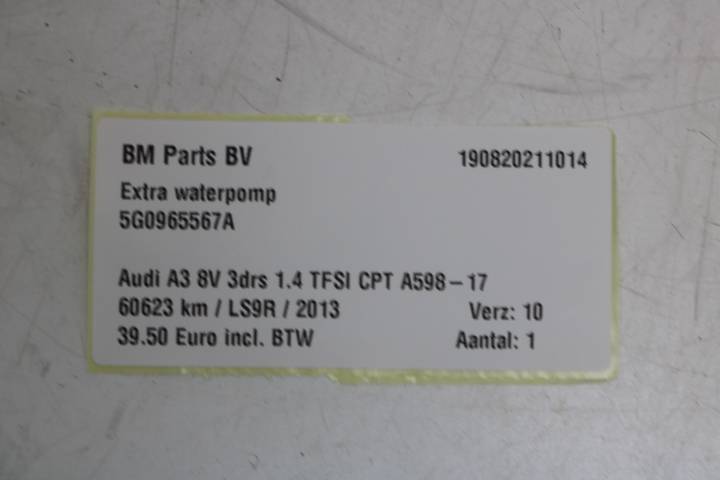 BM Parts BV 190820211014
Extra waterpomp
5G0965567A
Audi A3 8V 3drs 1.4 TFSI CPT A598-17
60623 km / LS9R / 2013 Verz: 10
39.50 Euro incl. BTW Aantal: 1